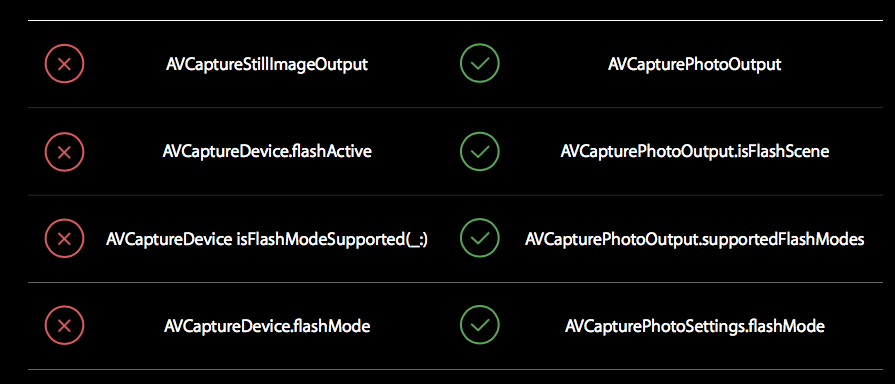 AVCaptureStillImageOutput AVCapturePhotoOutput
AVCaptureDevice.flashActive AVCapturePhotoOutput.isFlashScene
AVCaptureDevice isFlashModeSupported(_:) AVCapturePhotoOutput.supportedFlashModes
AVCaptureDevice.flashMode AVCapturePhotoSettings.flashMode